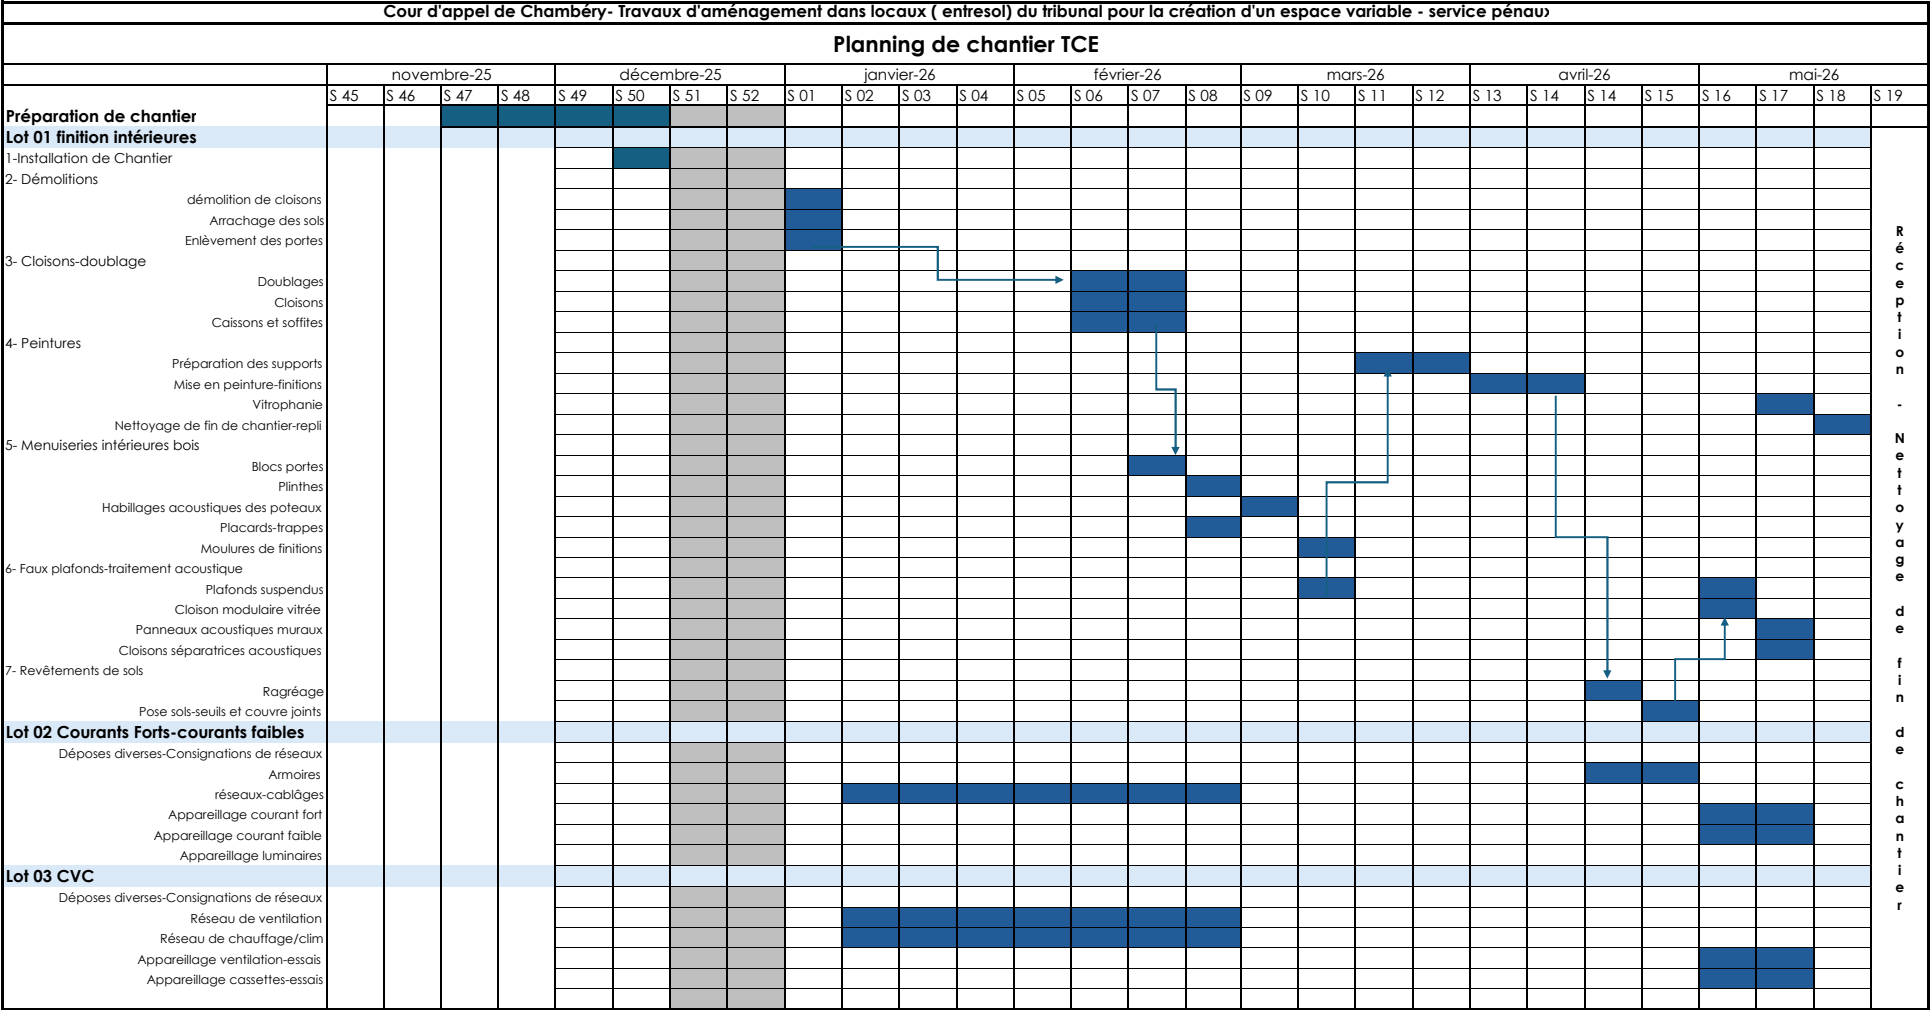 Cour d'appel de Chambéry- Travaux d'aménagement dans locaux ( entresol) du tribunal pour la création d'un espace variable - service pénau
Planning de chantier TCE
novembre-25 décembre-25 janvier-26 février-26 mars-26 avril-26 mai-26
S 45 S 46 S 47 S 48 S 49 S 50 S 51 S 52 S 01 S 02 S 03 S 04 S 05 S 06 S 07 S 08 S 09 S 10 S 11 S 12 S 13 S 14 S 14 S 15 S 16 S 17 S 18 S 19
Préparation de chantier
Lot 01 finition intérieures
1-Installation de Chantier
2- Démolitions
démolition de cloisons
Arrachage des sols
Enlèvement des portes
3- Cloisons-doublage
Doublages
Cloisons
Caissons et soffites
4- Peintures
Préparation des supports
Mise en peinture-finitions
Vitrophanie
Nettoyage de fin de chantier-repli
5- Menuiseries intérieures bois
Blocs portes
Plinthes
Habillages acoustiques des poteaux
Placards-trappes
Moulures de finitions
6- Faux plafonds-traitement acoustique
Plafonds suspendus
Cloison modulaire vitrée
Panneaux acoustiques muraux
Cloisons séparatrices acoustiques
7- Revêtements de sols
Ragréage
Pose sols-seuils et couvre joints
Lot 02 Courants Forts-courants faibles
Déposes diverses-Consignations de réseaux
Armoires
réseaux-cablâges
Appareillage courant fort
Appareillage courant faible
Appareillage luminaires
Lot 03 CVC
Déposes diverses-Consignations de réseaux
Réseau de ventilation
Réseau de chauffage/clim
Appareillage ventilation-essais
Appareillage cassettes-essais
Réception - Nettoyage de fin de chantier